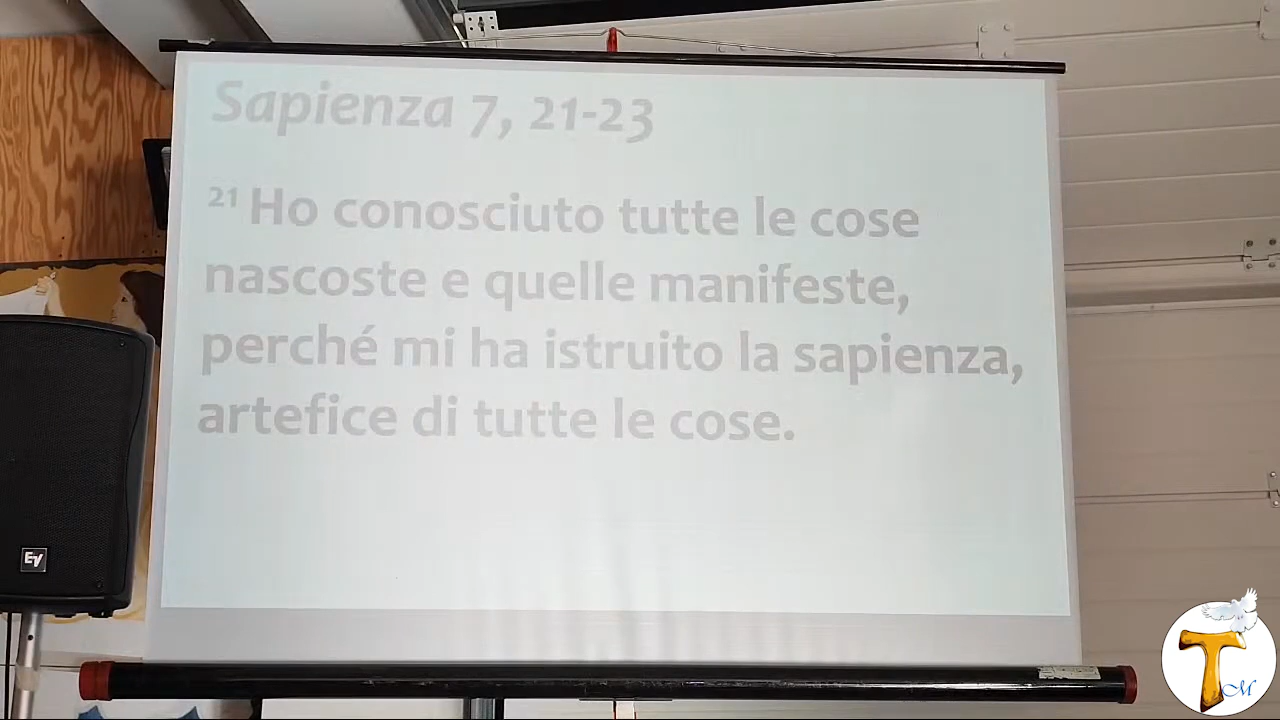 Sapienza 7, 21-23
21 Ho conosciuto tutte le cose
nascoste e quelle manifeste,
perché mi ha istruito la sapienza,
artefice di tutte le cose.
EV
T M